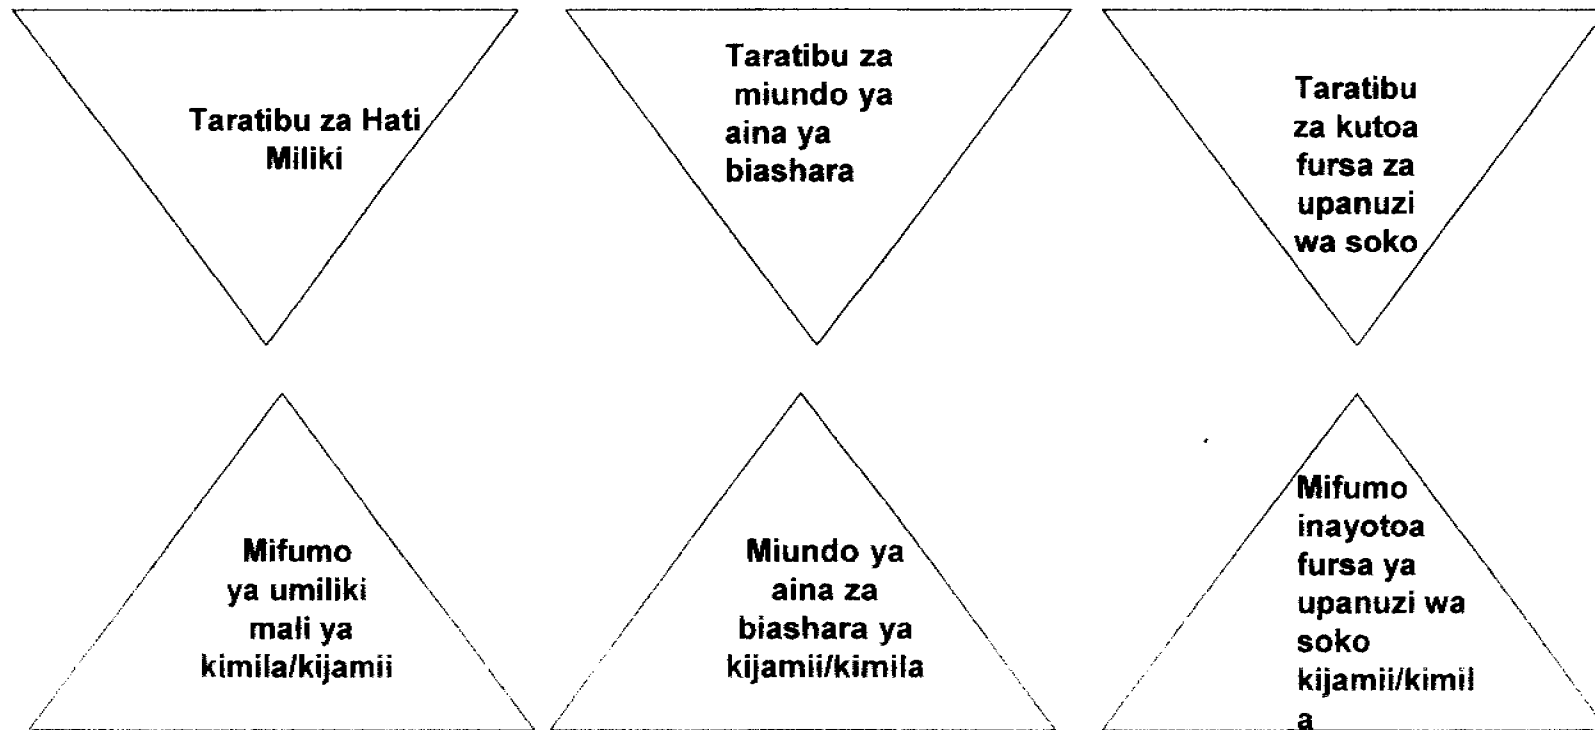 Taratibu za Hati
Miliki
Taratibu za
miundo ya
aina ya
biashara
Taratibu
za kutoa
fursa za
upanuzi
wa soko
Mifumo
ya umiliki
mali ya
kimila/kijamii
Miundo ya
aina za
biashara ya
kijamii/kimila
Mifumo
inayotoa
fursa ya
upanuzi wa
soko
kijamii/kimil
a